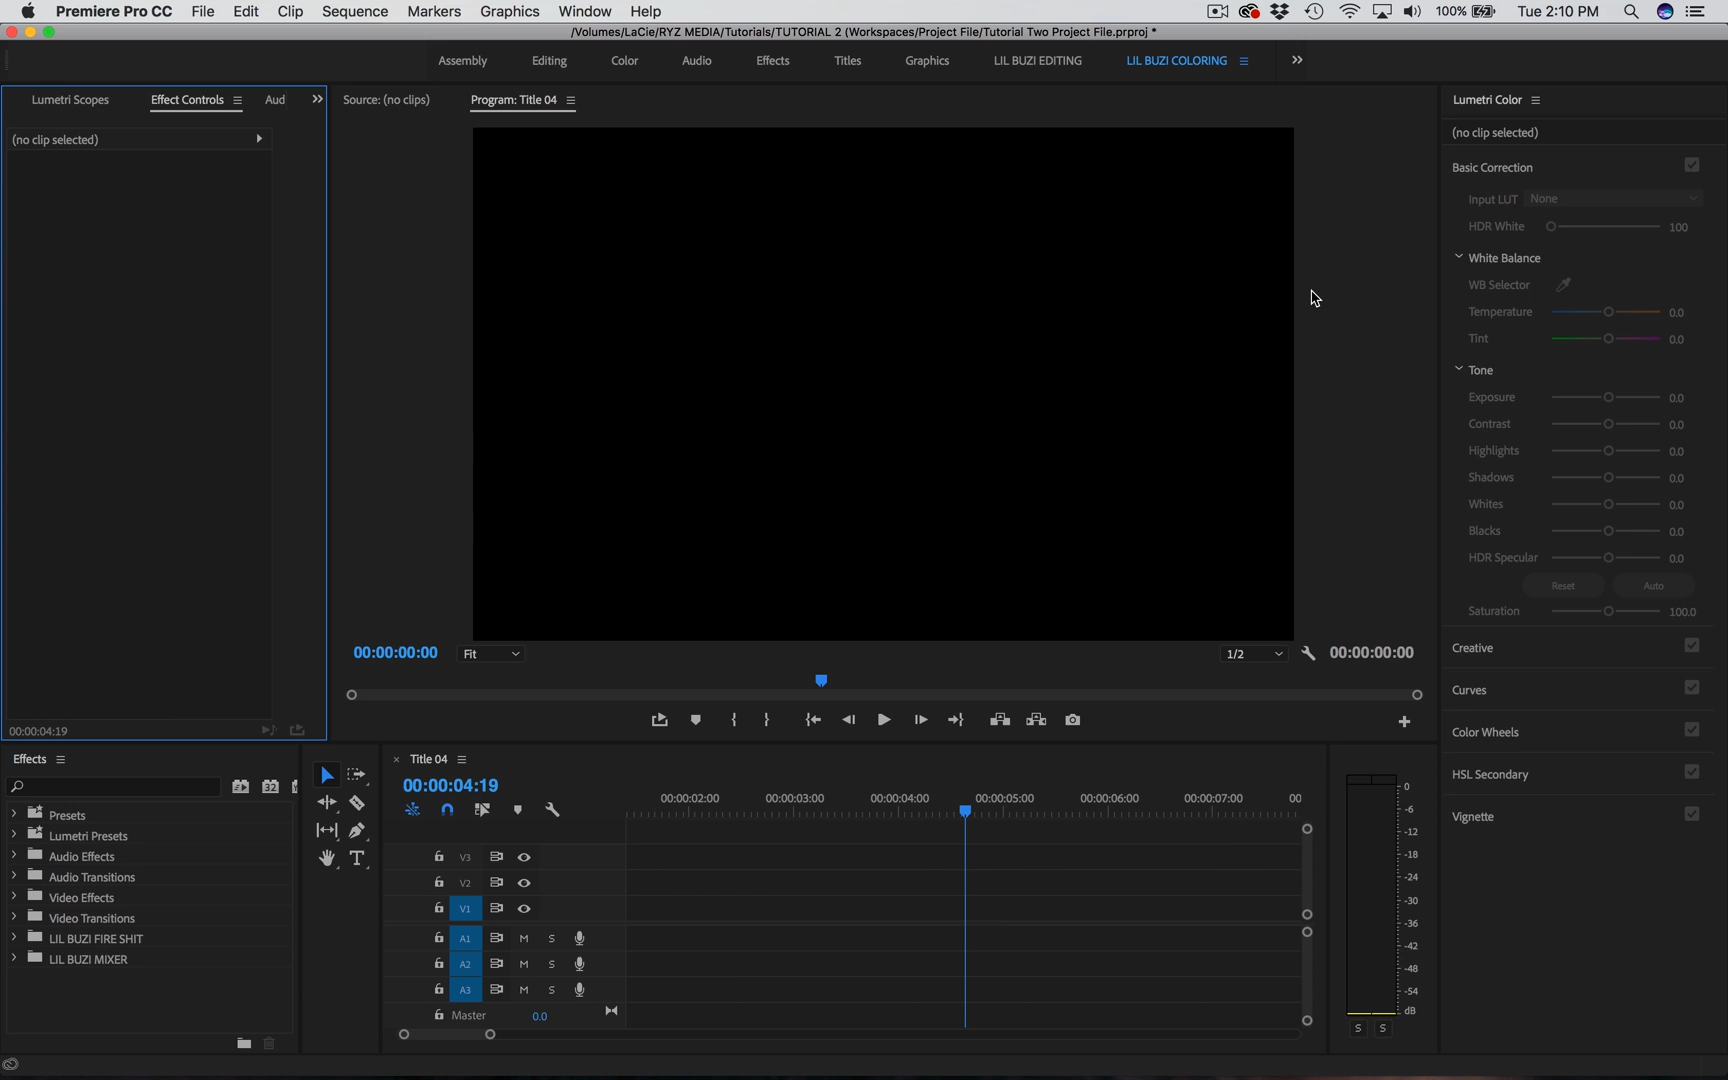 Premiere Pro CC File Edit Clip Sequence Markers Graphics Window Help 100% Tue 2:10 PM
/Volumes/LaCie/RYZ MEDIA/Tutorials/TUTORIAL 2 (Workspaces/Project File/Tutorial Two Project File.prproj *
Assembly Editing Color Audio Effects Titles Graphics LIL BUZI EDITING LIL BUZI COLORING
Lumetri Scopes Effect Controls Aud
(no clip selected)
00:00:04:19
Source: (no clips) Program: Title 04
00:00:00:00 Fit 1/2 00:00:00:00
Lumetri Color
(no clip selected)
Basic Correction
Input LUT None
HDR White 100
White Balance
WB Selector
Temperature 0.0
Tint 0.0
Tone
Exposure 0.0
Contrast 0.0
Highlights 0.0
Shadows 0.0
Whites 0.0
Blacks 0.0
HDR Specular 0.0
Reset Auto
Saturation 100.0
Creative
Curves
Color Wheels
HSL Secondary
Vignette
Effects
32
Presets
Lumetri Presets
Audio Effects
Audio Transitions
Video Effects
Video Transitions
LIL BUZI FIRE SHIT
LIL BUZI MIXER
T
× Title 04
00:00:04:19
00:00:02:00 00:00:03:00 00:00:04:00 00:00:05:00 00:00:06:00 00:00:07:00 00
V3
V2
V1
A1 M S
A2 M S
A3 M S
Master 0.0
0
-6
-12
-18
-24
-30
-36
-42
-48
-54
dB
S S